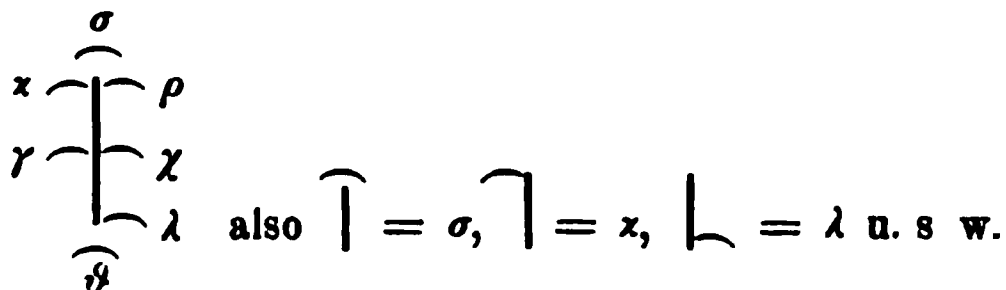 σ
ϰ ρ
γ χ
λ also = σ, = ϰ, = λ u. s w.
ϑ